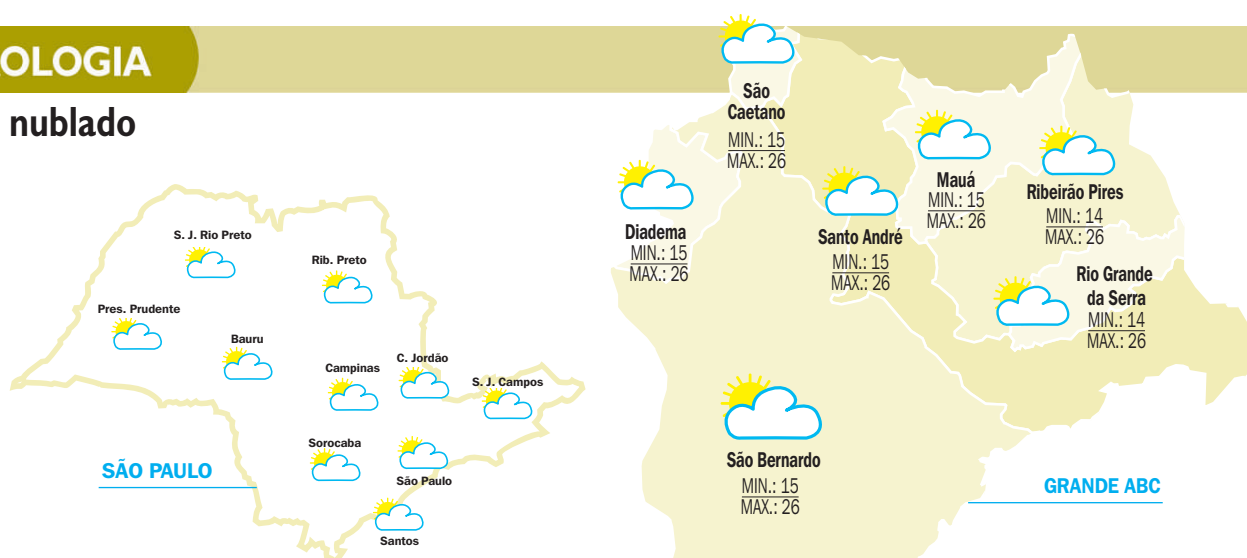 OLOGIA
nublado
S. J. Rio Preto
Rib. Preto
Pres. Prudente
Bauru
Campinas
C. Jordão
S. J. Campos
Sorocaba
São Paulo
Santos
SÃO PAULO
São
Caetano
MIN.: 15
MAX.: 26
Diadema
MIN.: 15
MAX.: 26
Santo André
MIN.: 15
MAX.: 26
Mauá
MIN.: 15
MAX.: 26
Ribeirão Pires
MIN.: 14
MAX.: 26
Rio Grande
da Serra
MIN.: 14
MAX.: 26
São Bernardo
MIN.: 15
MAX.: 26
GRANDE ABC